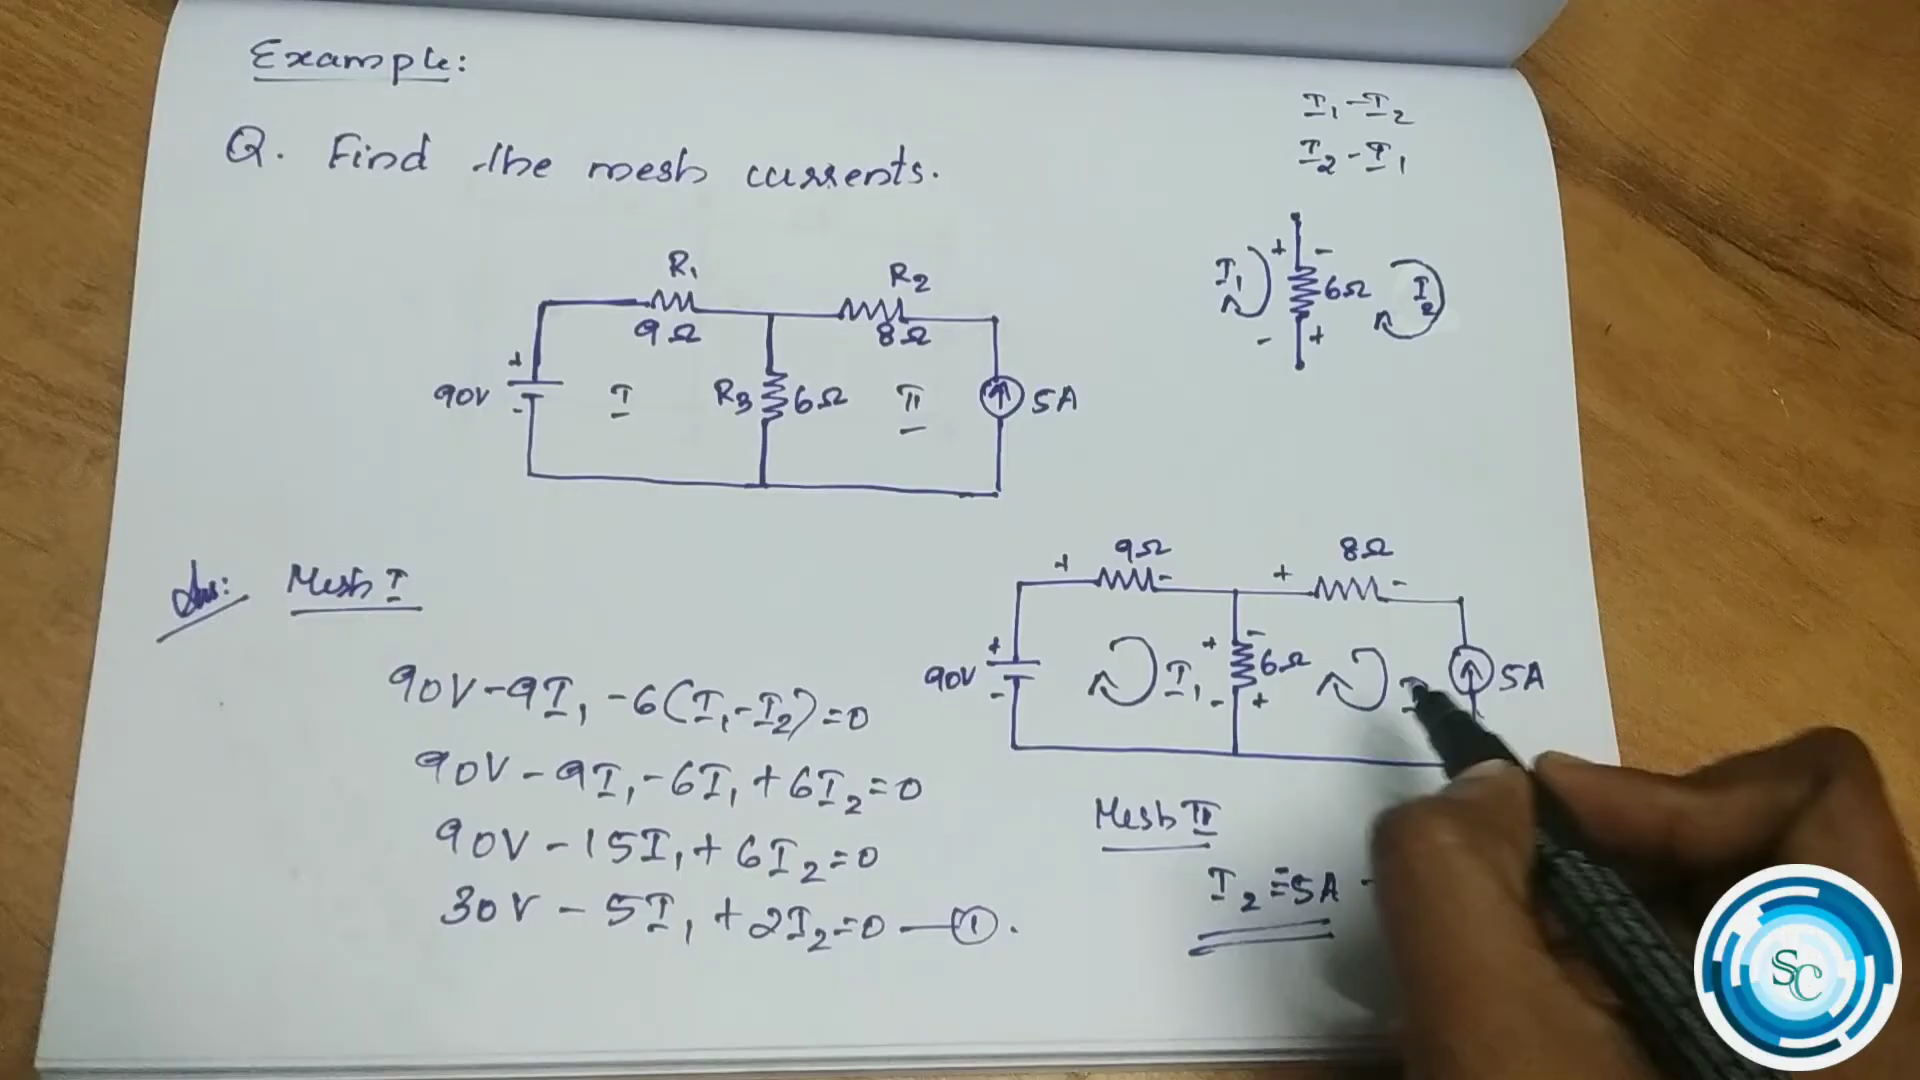 Example:
Q. Find the mesh currents.
I₁-I₂
I₂-I₁
R₁
9Ω
R₂
8Ω
+
90V
-
I
R₃
6Ω
II
5A
I₁
+
-
6Ω
I₂
-
+
Ans: Mesh I
90V-9I₁-6(I₁-I₂)=0
90V-9I₁-6I₁+6I₂=0
90V-15I₁+6I₂=0
30V-5I₁+2I₂=0 —①.
9Ω
+
-
8Ω
+
-
+
90V
-
I₁
+
-
6Ω
-
+
5A
Mesh II
I₂=-5A
SC